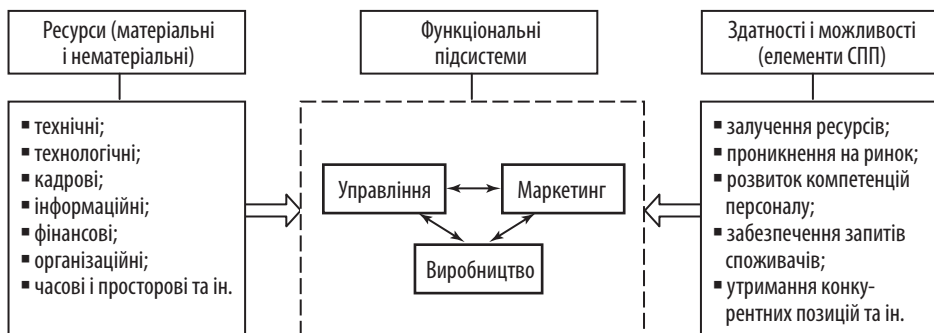 Ресурси (матеріальні
і нематеріальні)
Функціональні
підсистеми
Здатності і можливості
(елементи СПП)
▪ технічні;
▪ технологічні;
▪ кадрові;
▪ інформаційні;
▪ фінансові;
▪ організаційні;
▪ часові і просторові та ін.
Управління
Маркетинг
Виробництво
▪ залучення ресурсів;
▪ проникнення на ринок;
▪ розвиток компетенцій
персоналу;
▪ забезпечення запитів
споживачів;
▪ утримання конку-
рентних позицій та ін.